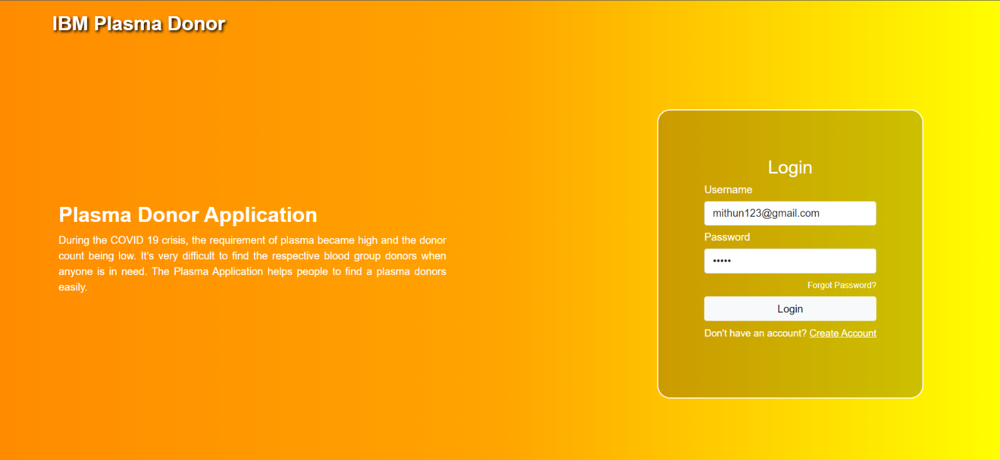 IBM Plasma Donor
Plasma Donor Application
During the COVID 19 crisis, the requirement of plasma became high and the donor
count being low. It's very difficult to find the respective blood group donors when
anyone is in need. The Plasma Application helps people to find a plasma donors
easily.
Login
Username
mithun123@gmail.com
Password
•••••
Forgot Password?
Login
Don't have an account? Create Account